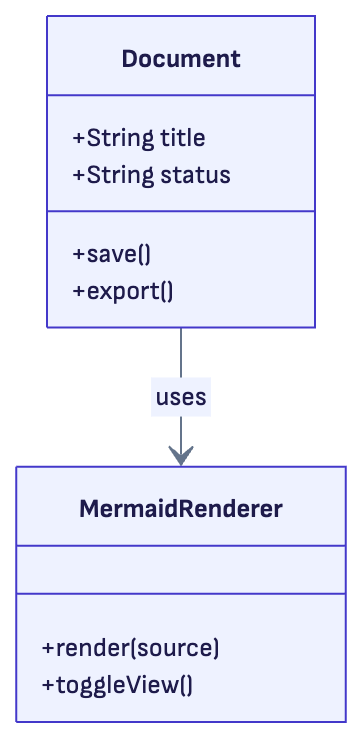 Document
+String title
+String status
+save()
+export()
uses
MermaidRenderer
+render(source)
+toggleView()